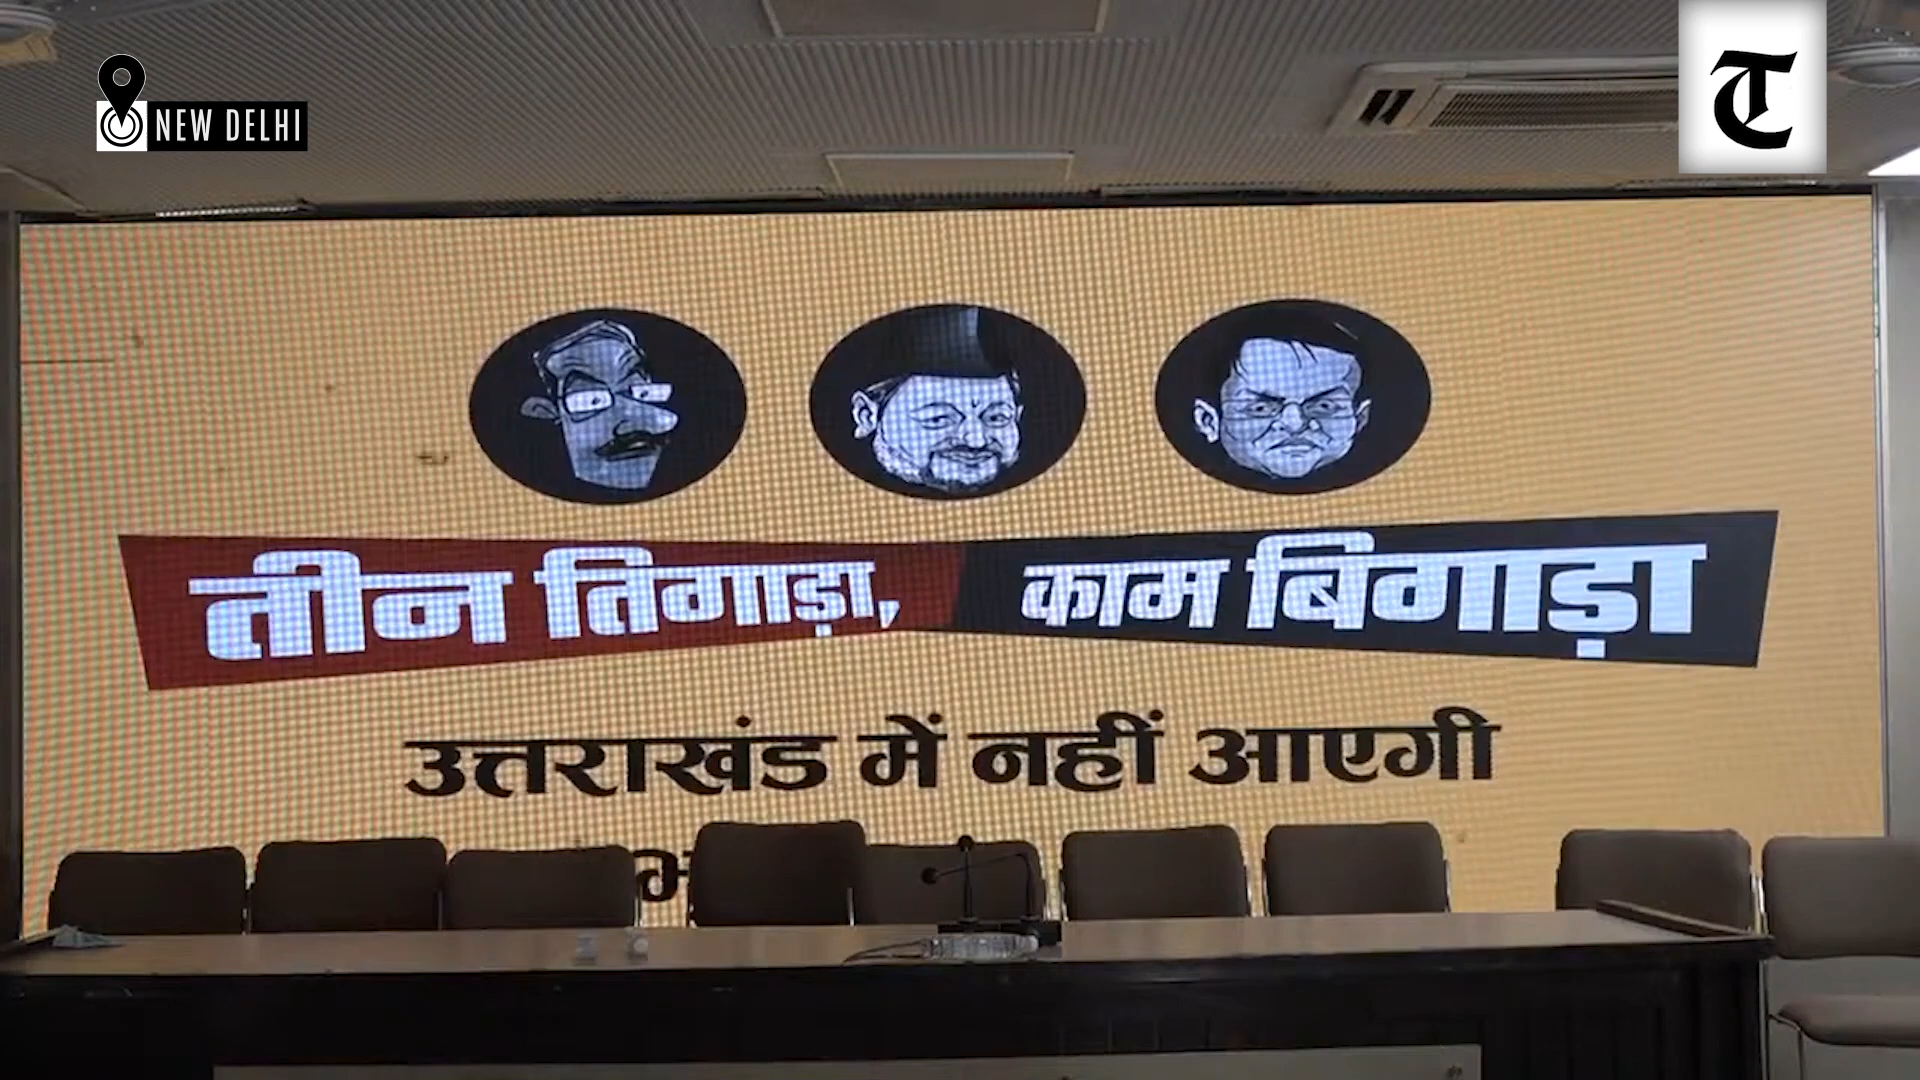 NEW DELHI
T
तीन तिगाड़ा, काम बिगाड़ा
उत्तराखंड में नहीं आएगी